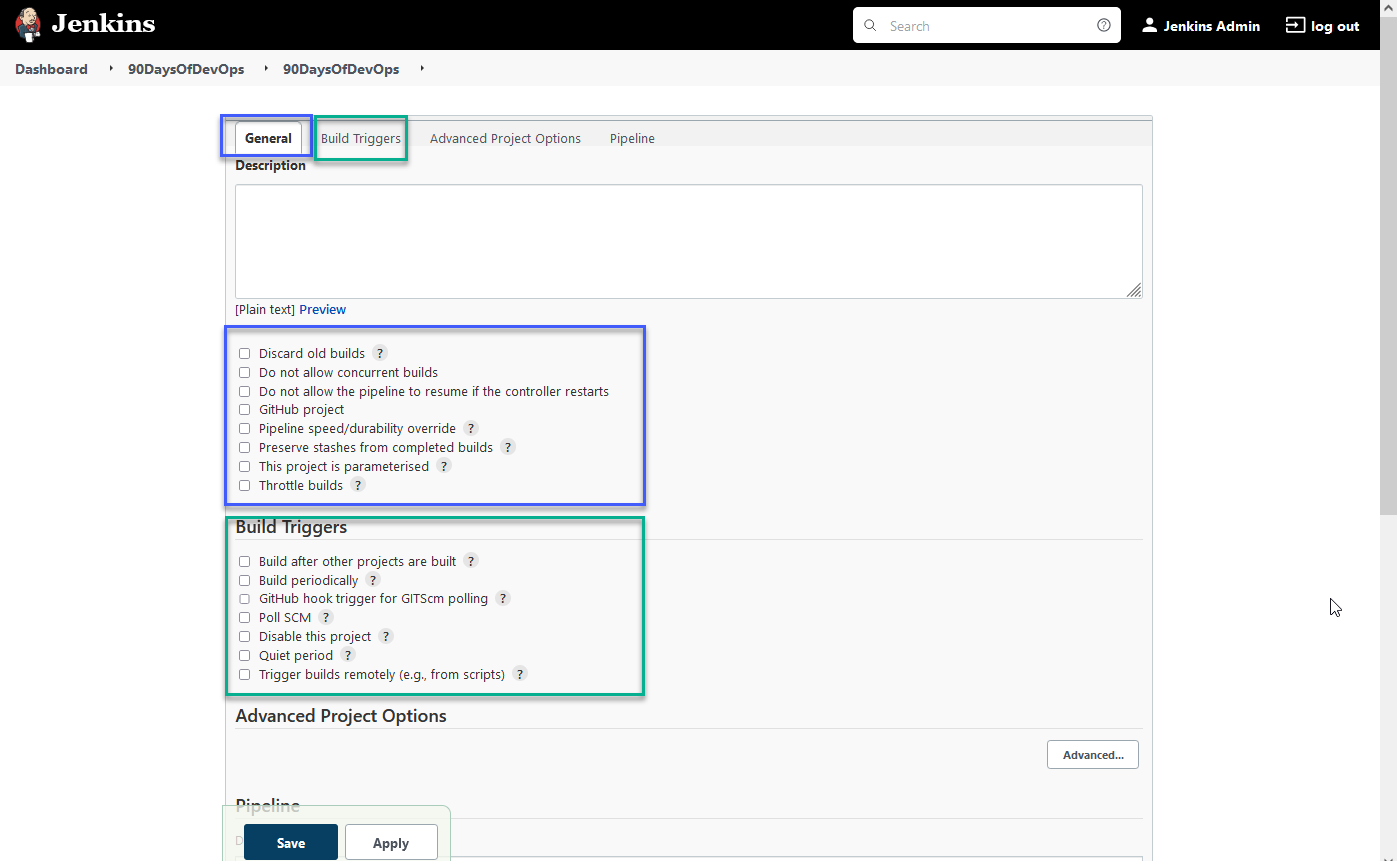 Jenkins
Search
Jenkins Admin
log out
Dashboard
90DaysOfDevOps
90DaysOfDevOps
General
Build Triggers
Advanced Project Options
Pipeline
Description
[Plain text] Preview
Discard old builds ?
Do not allow concurrent builds
Do not allow the pipeline to resume if the controller restarts
GitHub project
Pipeline speed/durability override ?
Preserve stashes from completed builds ?
This project is parameterised ?
Throttle builds ?
Build Triggers
Build after other projects are built ?
Build periodically ?
GitHub hook trigger for GITScm polling ?
Poll SCM ?
Disable this project ?
Quiet period ?
Trigger builds remotely (e.g., from scripts) ?
Advanced Project Options
Advanced...
Pipeline
Save
Apply